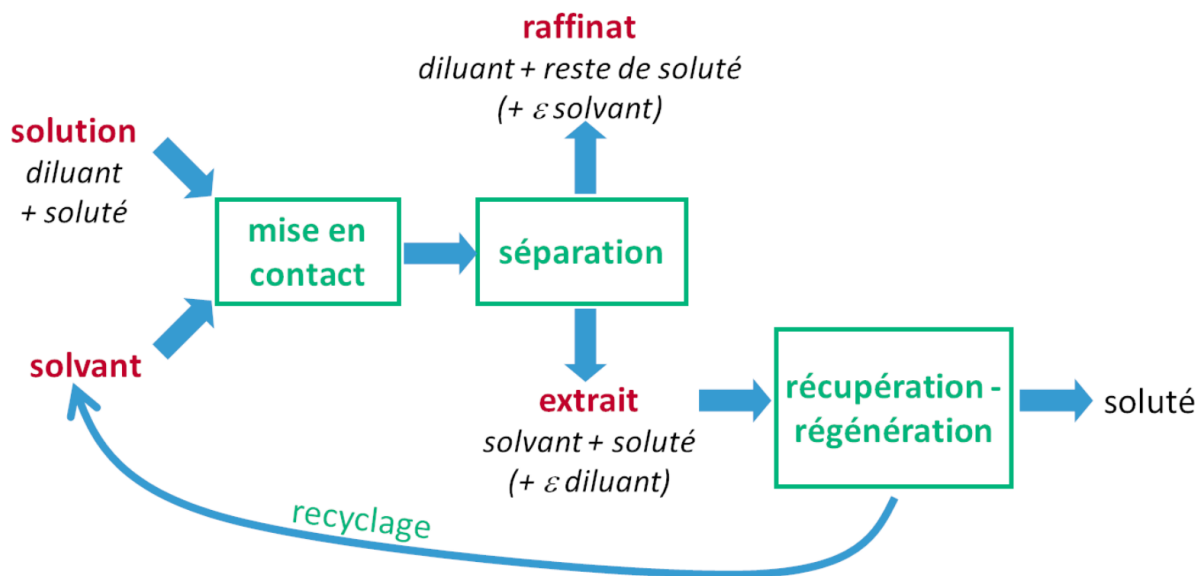 raffinat
diluant + reste de soluté
(+ ε solvant)
solution
diluant
+ soluté
mise en
contact
séparation
solvant
extrait
solvant + soluté
(+ ε diluant)
récupération -
régénération
soluté
recyclage